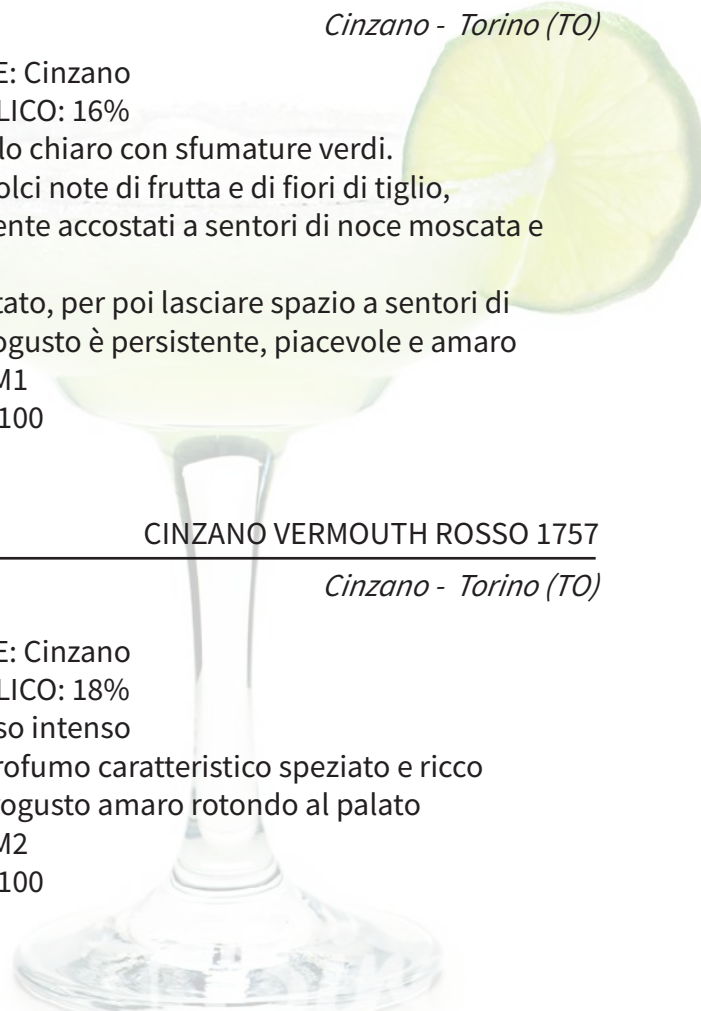 Cinzano - Torino (TO)
E: Cinzano
LICO: 16%
lo chiaro con sfumature verdi.
olci note di frutta e di fiori di tiglio,
ente accostati a sentori di noce moscata e
tato, per poi lasciare spazio a sentori di
ogusto è persistente, piacevole e amaro
M1
100
CINZANO VERMOUTH ROSSO 1757
Cinzano - Torino (TO)
E: Cinzano
LICO: 18%
so intenso
rofumo caratteristico speziato e ricco
rogusto amaro rotondo al palato
M2
100